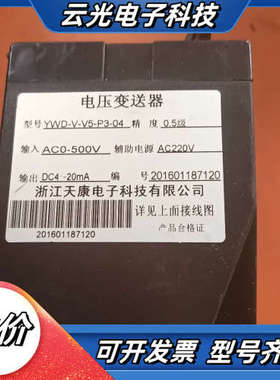 云光电子科技
电压变送器
型号 YWD-V-V5-P3-04 精 度 0.5级
输入 AC0-500V 辅助电源 AC220V
输出 DC4-20mA 编 号 201601187120
浙江天康电子科技有限公司
详见上面接线图
产品合格证
201601187120
价
可开发票 型号齐